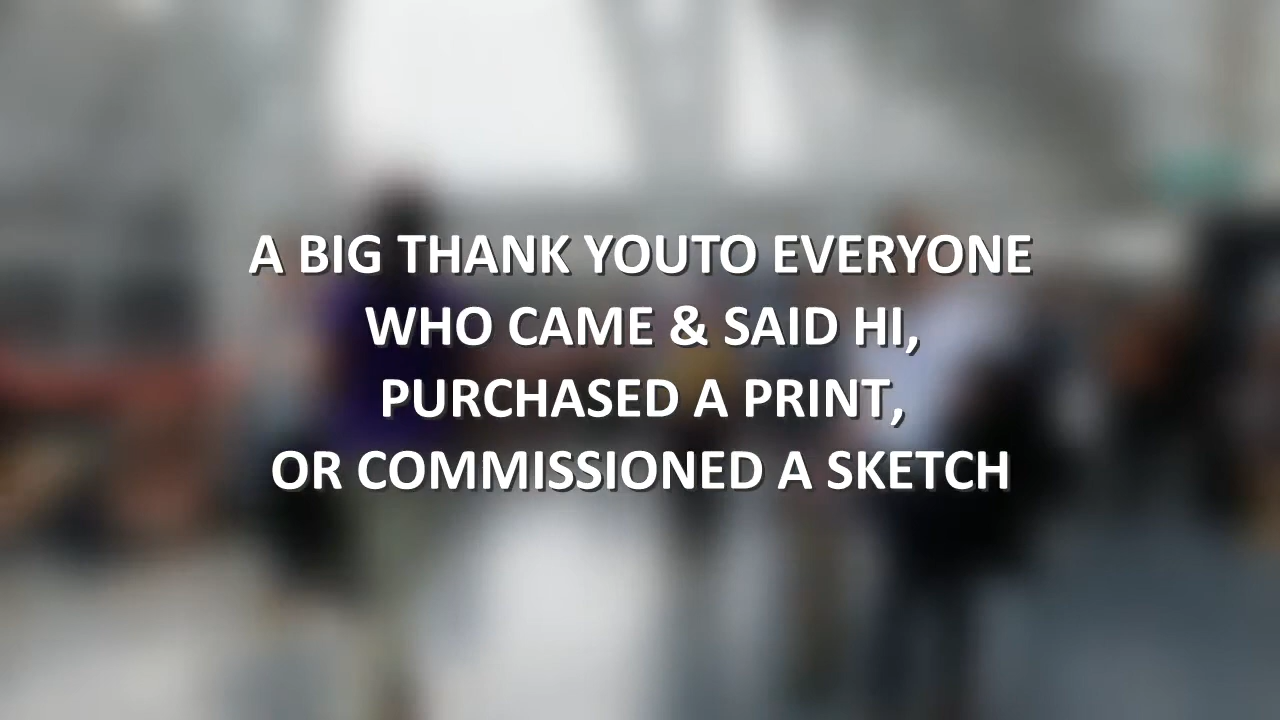 A BIG THANK YOUTO EVERYONE
WHO CAME & SAID HI,
PURCHASED A PRINT,
OR COMMISSIONED A SKETCH